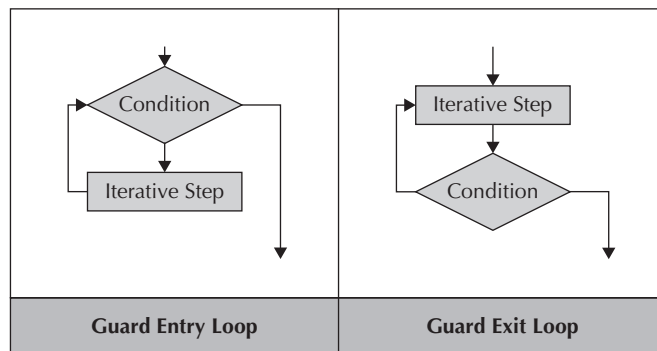 Condition
Iterative Step
Guard Entry Loop
Iterative Step
Condition
Guard Exit Loop